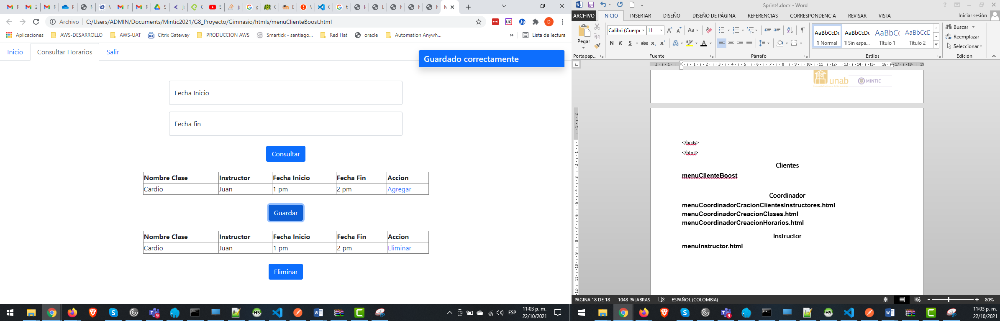 Archivo | C:/Users/ADMIN/Documents/Mintic2021/G8_Proyecto/Gimnasio/htmls/menuClienteBoost.html
Aplicaciones AWS-DESARROLLO AWS-UAT Citrix Gateway PRODUCCION AWS Smartick - santiago... Red Hat oracle Automation Anywh... » Lista de lectura
Inicio Consultar Horarios Salir
Guardado correctamente
Fecha Inicio
Fecha fin
Consultar
Nombre Clase Instructor Fecha Inicio Fecha Fin Accion
Cardio Juan 1 pm 2 pm Agregar
Guardar
Nombre Clase Instructor Fecha Inicio Fecha Fin Accion
Cardio Juan 1 pm 2 pm Eliminar
Eliminar
ESP
11:03 p. m.
22/10/2021
Sprint4.docx - Word
ARCHIVO INICIO INSERTAR DISEÑO DISEÑO DE PÁGINA REFERENCIAS CORRESPONDENCIA REVISAR VISTA Iniciar sesión
Calibri (Cuerpo 11
Pegar
N K S abc x₂ x²
AaBbCcDc AaBbCcDc AaBbCc AaBbCcD
¶ Normal ¶ Sin espa... Título 1 Título 2
Buscar
Reemplazar
Seleccionar
Portapap... Fuente Párrafo Estilos Edición
unab
MINTIC
</body>
</html>
Clientes
menuClienteBoost
Coordinador
menuCoordinadorCracionClientesInstructores.html
menuCoordinadorCreacionClases.html
menuCoordinadorCreacionHorarios.html
Instructor
menuInstructor.html
PÁGINA 18 DE 18 1048 PALABRAS ESPAÑOL (COLOMBIA) 80%
11:03 p. m.
22/10/2021